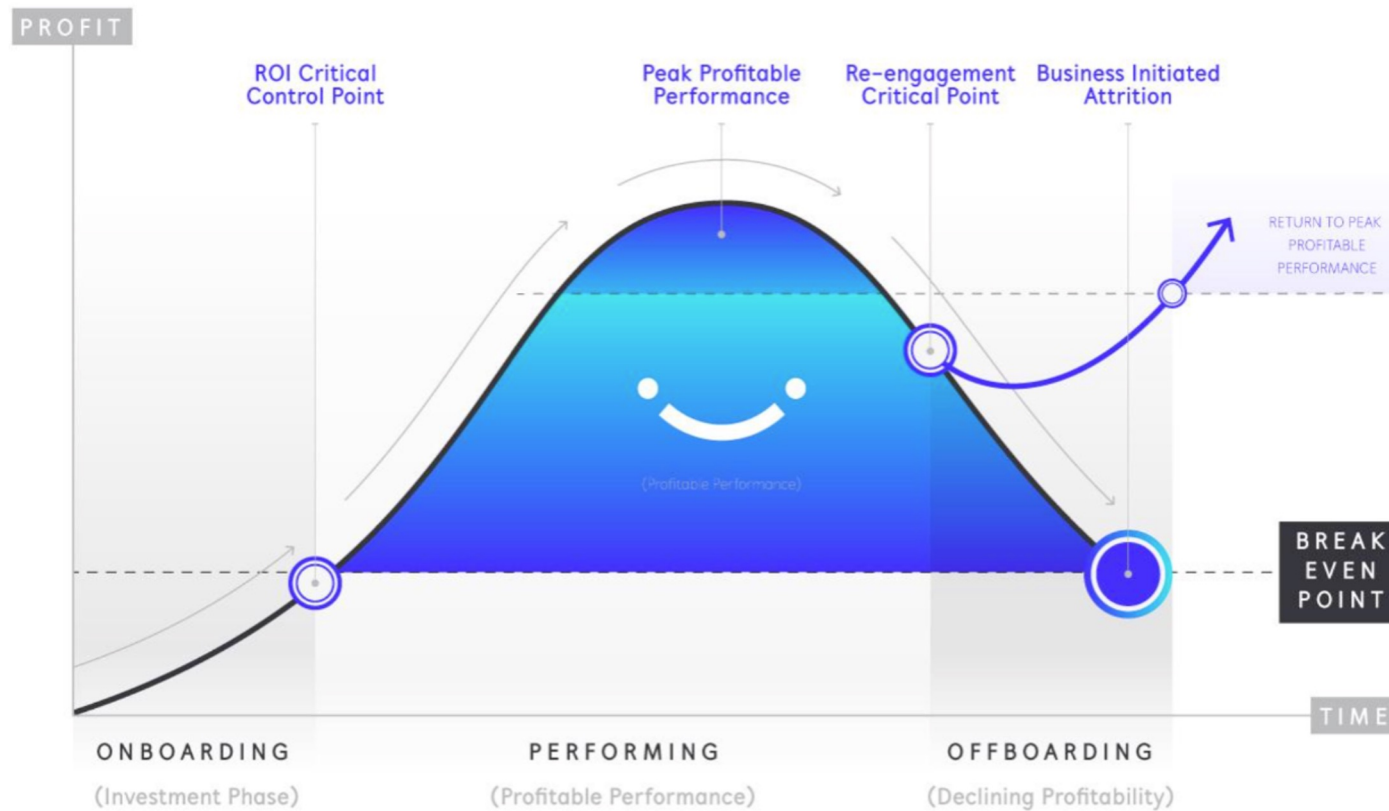 PROFIT
ROI Critical
Control Point
Peak Profitable
Performance
Re-engagement
Critical Point
Business Initiated
Attrition
RETURN TO PEAK
PROFITABLE
PERFORMANCE
(Profitable Performance)
BREAK
EVEN
POINT
TIME
ONBOARDING
(Investment Phase)
PERFORMING
(Profitable Performance)
OFFBOARDING
(Declining Profitability)